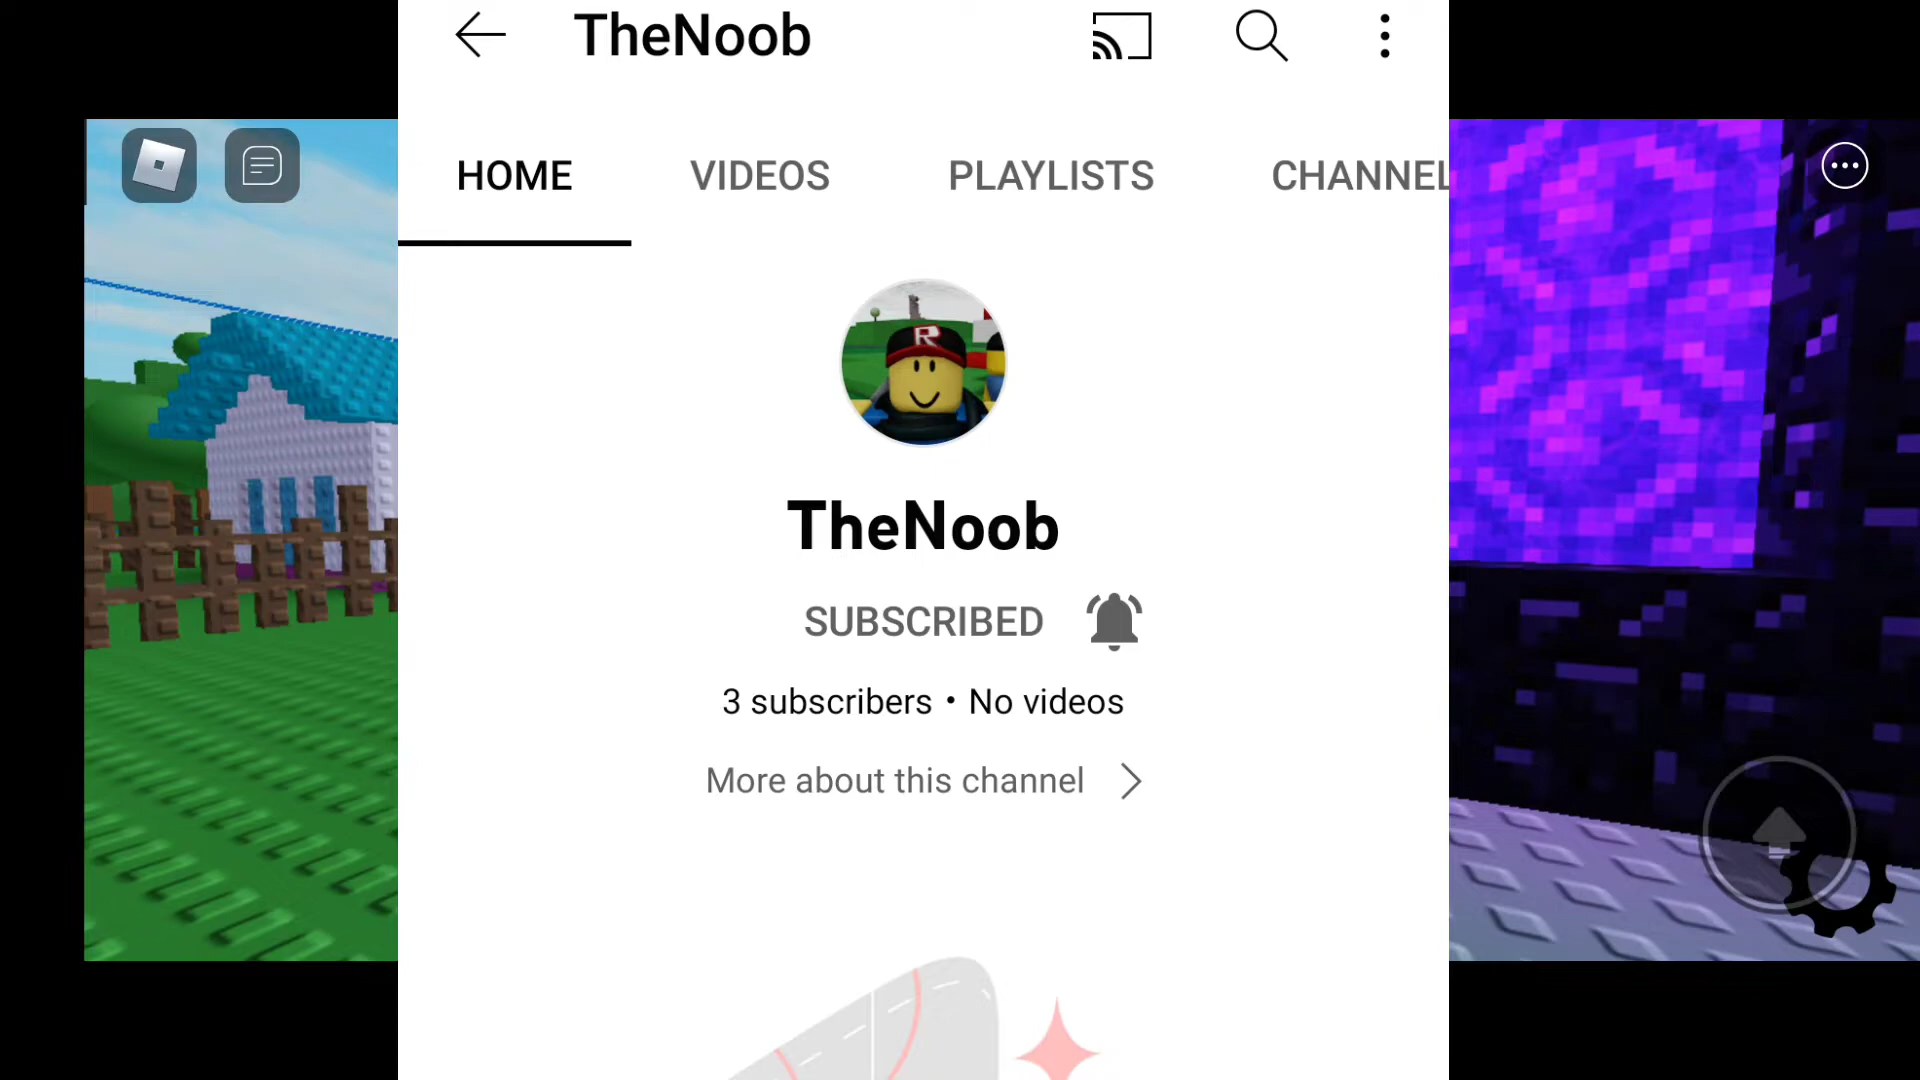 TheNoob
HOME VIDEOS PLAYLISTS CHANNEL
R
TheNoob
SUBSCRIBED
3 subscribers • No videos
More about this channel